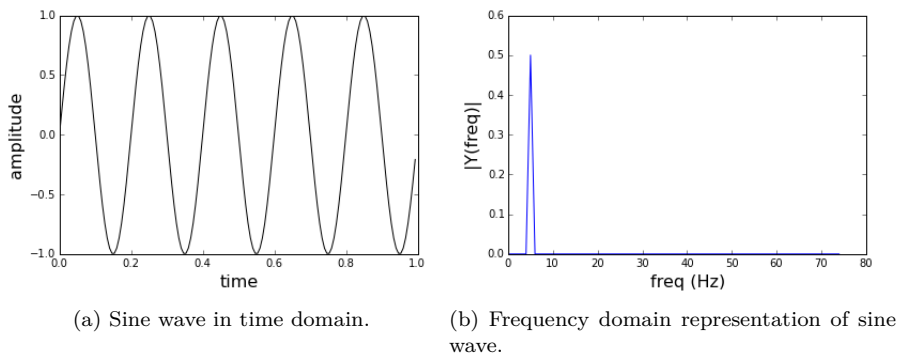 1.0
0.5
0.0
−0.5
−1.0
amplitude
0.0 0.2 0.4 0.6 0.8 1.0
time
(a) Sine wave in time domain.
0.6
0.5
0.4
0.3
0.2
0.1
0.0
|Y(freq)|
0 10 20 30 40 50 60 70 80
freq (Hz)
(b) Frequency domain representation of sine
wave.